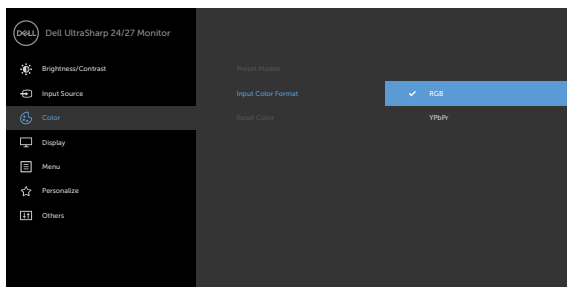 DELL
Dell UltraSharp 24/27 Monitor
Brightness/Contrast
Input Source
Color
Display
Menu
Personalize
Others
Preset Modes
Input Color Format
Reset Color
RGB
YPbPr